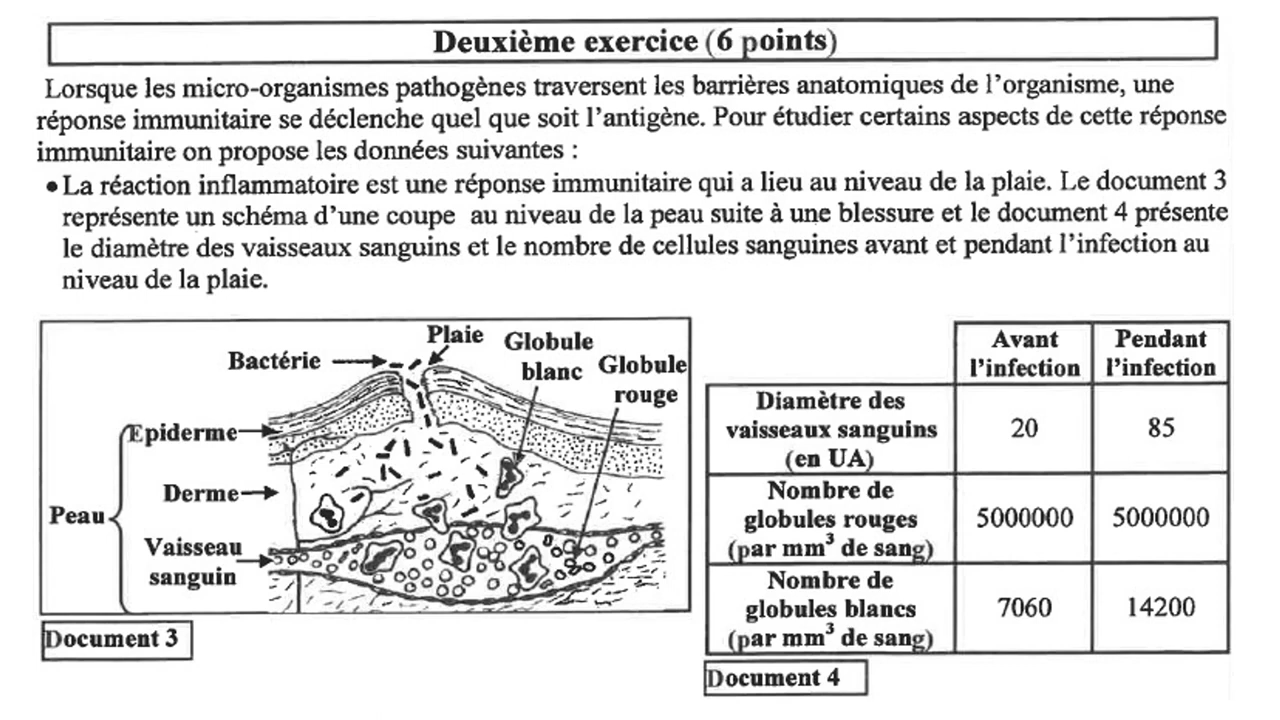 Deuxième exercice (6 points)
Lorsque les micro-organismes pathogènes traversent les barrières anatomiques de l'organisme, une
réponse immunitaire se déclenche quel que soit l'antigène. Pour étudier certains aspects de cette réponse
immunitaire on propose les données suivantes :
• La réaction inflammatoire est une réponse immunitaire qui a lieu au niveau de la plaie. Le document 3
représente un schéma d'une coupe au niveau de la peau suite à une blessure et le document 4 présente
le diamètre des vaisseaux sanguins et le nombre de cellules sanguines avant et pendant l'infection au
niveau de la plaie.
Plaie
Bactérie
Globule
blanc
Globule
rouge
Epiderme
Derme
Peau
Vaisseau
sanguin
Document 3
Avant
l'infection
Pendant
l'infection
Diamètre des
vaisseaux sanguins
(en UA)
20
85
Nombre de
globules rouges
(par mm³ de sang)
5000000
5000000
Nombre de
globules blancs
(par mm³ de sang)
7060
14200
Document 4